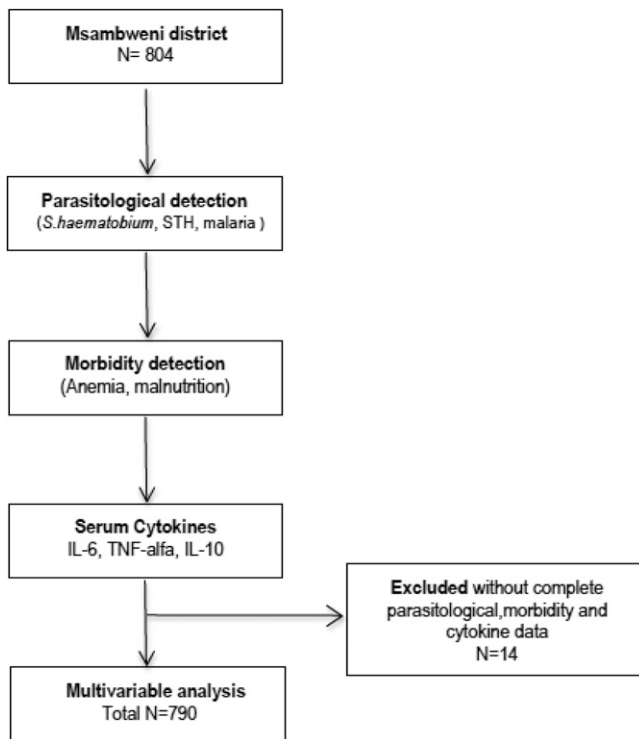 Msambweni district
N= 804
Parasitological detection
(S.haematobium, STH, malaria )
Morbidity detection
(Anemia, malnutrition)
Serum Cytokines
IL-6, TNF-alfa, IL-10
Excluded without complete
parasitological,morbidity and
cytokine data
N=14
Multivariable analysis
Total N=790